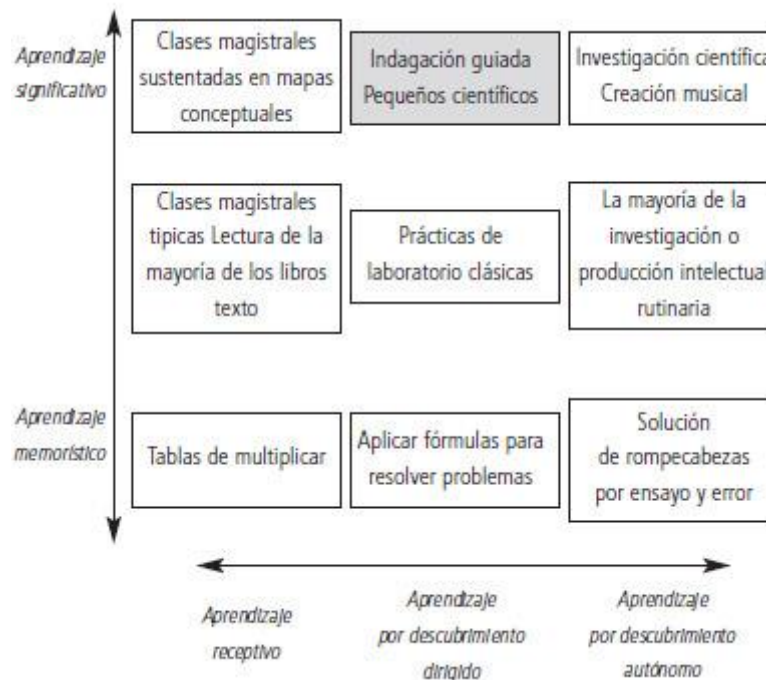 Aprendizaje
significativo
Clases magistrales
sustentadas en mapas
conceptuales
Indagación guiada
Pequeños científicos
Investigación científica
Creación musical
Clases magistrales
tipicas Lectura de la
mayoría de los libros
texto
Prácticas de
laboratorio clásicas
La mayoría de la
investigación o
producción intelectual
rutinaria
Aprendizaje
memorístico
Tablas de multiplicar
Aplicar fórmulas para
resolver problemas
Solución
de rompecabezas
por ensayo y error
Aprendizaje
receptivo
Aprendizaje
por descubrimiento
dirigido
Aprendizaje
por descubrimiento
autónomo